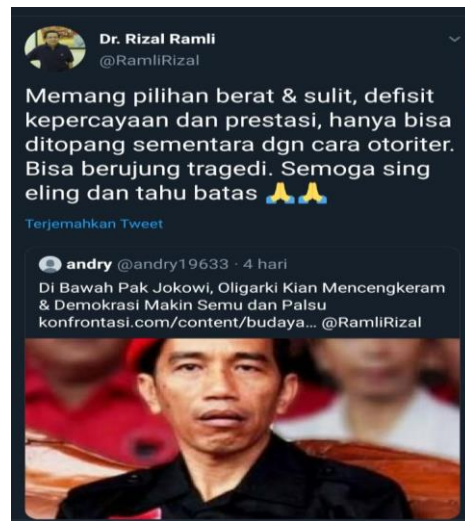 Dr. Rizal Ramli
@RamliRizal
Memang pilihan berat & sulit, defisit
kepercayaan dan prestasi, hanya bisa
ditopang sementara dgn cara otoriter.
Bisa berujung tragedi. Semoga sing
eling dan tahu batas 🙏🙏
Terjemahkan Tweet
andry @andry19633 · 4 hari
Di Bawah Pak Jokowi, Oligarki Kian Mencengkeram
& Demokrasi Makin Semu dan Palsu
konfrontasi.com/content/budaya... @RamliRizal